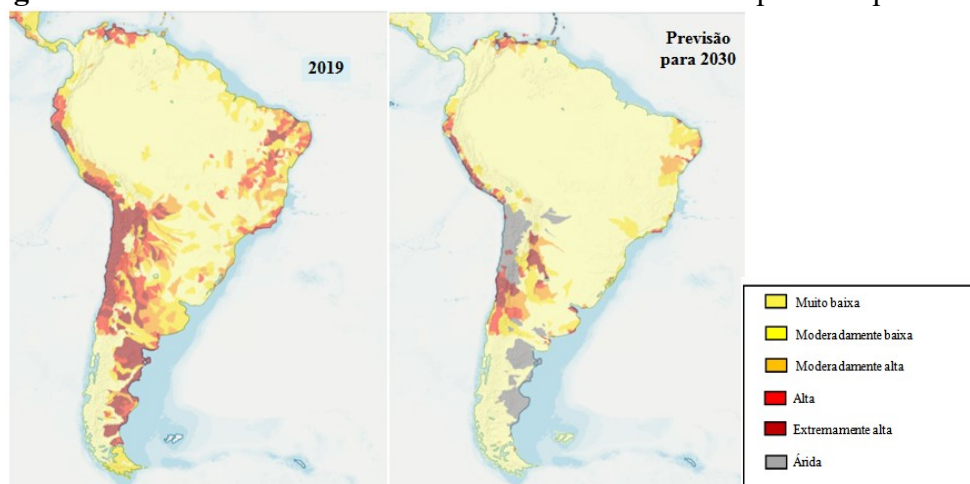 2019
Previsão
para 2030
Muito baixa
Moderadamente baixa
Moderadamente alta
Alta
Extremamente alta
Árida